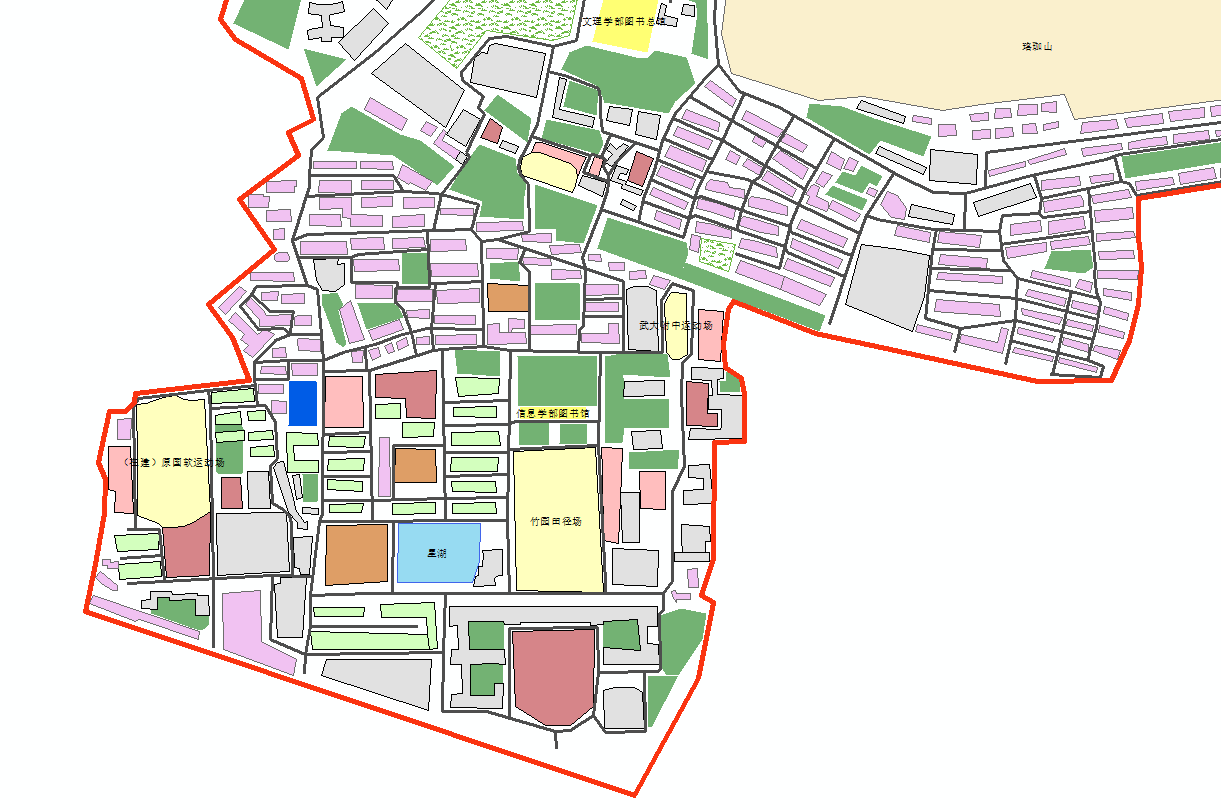 文理学部图书总馆
珞珈山
武大附中运动场
信息学部图书馆
（在建）原国软运动场
竹园田径场
星湖